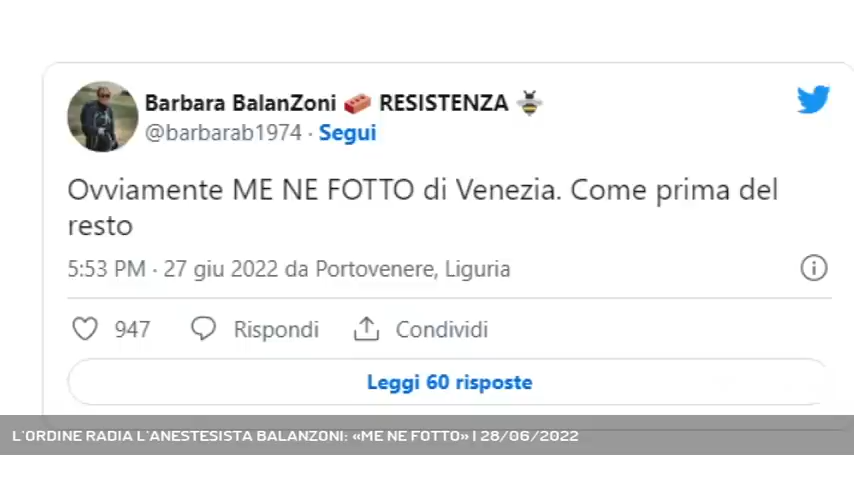 Barbara BalanZoni 🧱 RESISTENZA 🐝
@barbarab1974 · Segui
Ovviamente ME NE FOTTO di Venezia. Come prima del
resto
5:53 PM · 27 giu 2022 da Portovenere, Liguria
947 Rispondi Condividi
Leggi 60 risposte
L'ORDINE RADIA L'ANESTESISTA BALANZONI: «ME NE FOTTO» | 28/06/2022